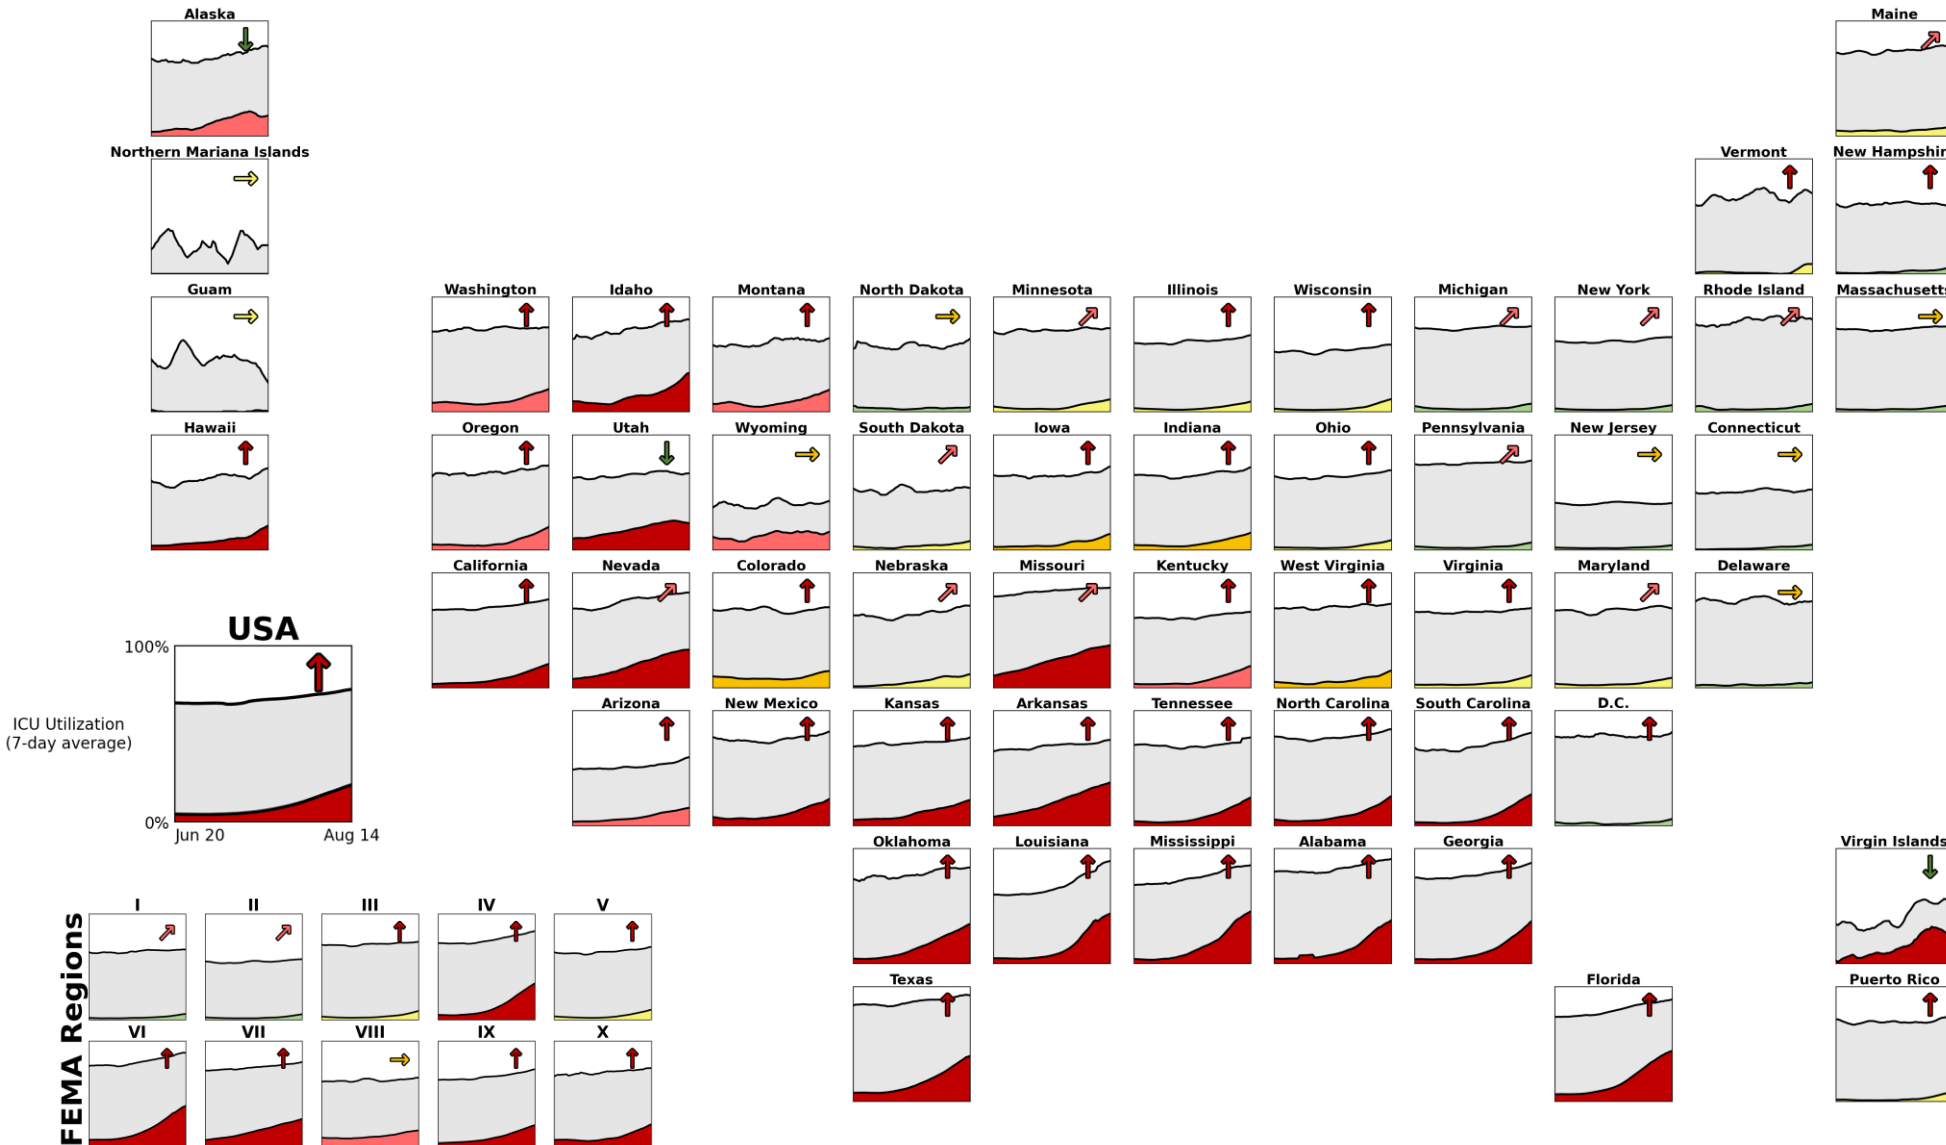 Alaska
Maine
Northern Mariana Islands
Vermont
New Hampshir
Guam
Washington
Idaho
Montana
North Dakota
Minnesota
Illinois
Wisconsin
Michigan
New York
Rhode Island
Massachusetts
Hawaii
Oregon
Utah
Wyoming
South Dakota
Iowa
Indiana
Ohio
Pennsylvania
New Jersey
Connecticut
California
Nevada
Colorado
Nebraska
Missouri
Kentucky
West Virginia
Virginia
Maryland
Delaware
USA
100%
ICU Utilization
(7-day average)
0%
Jun 20
Aug 14
Arizona
New Mexico
Kansas
Arkansas
Tennessee
North Carolina
South Carolina
D.C.
Oklahoma
Louisiana
Mississippi
Alabama
Georgia
Virgin Islands
Texas
Florida
Puerto Rico
FEMA Regions
I
II
III
IV
V
VI
VII
VIII
IX
X